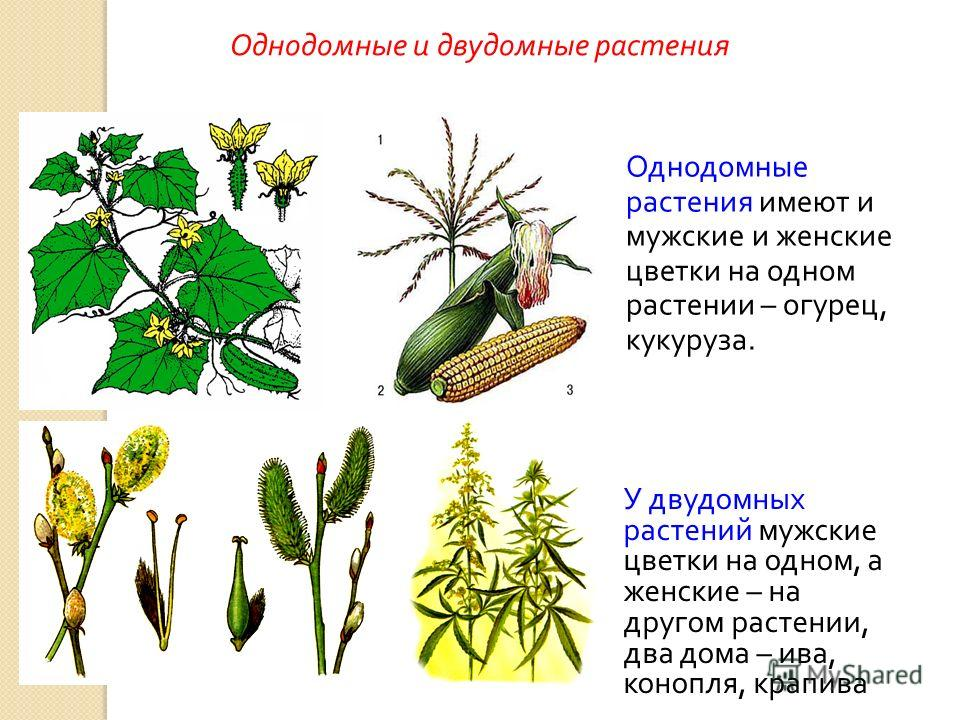 Однодомные и двудомные растения
1
2
3
Однодомные
растения имеют и
мужские и женские
цветки на одном
растении – огурец,
кукуруза.
У двудомных
растений мужские
цветки на одном, а
женские – на
другом растении,
два дома – ива,
конопля, крапива
MyShared